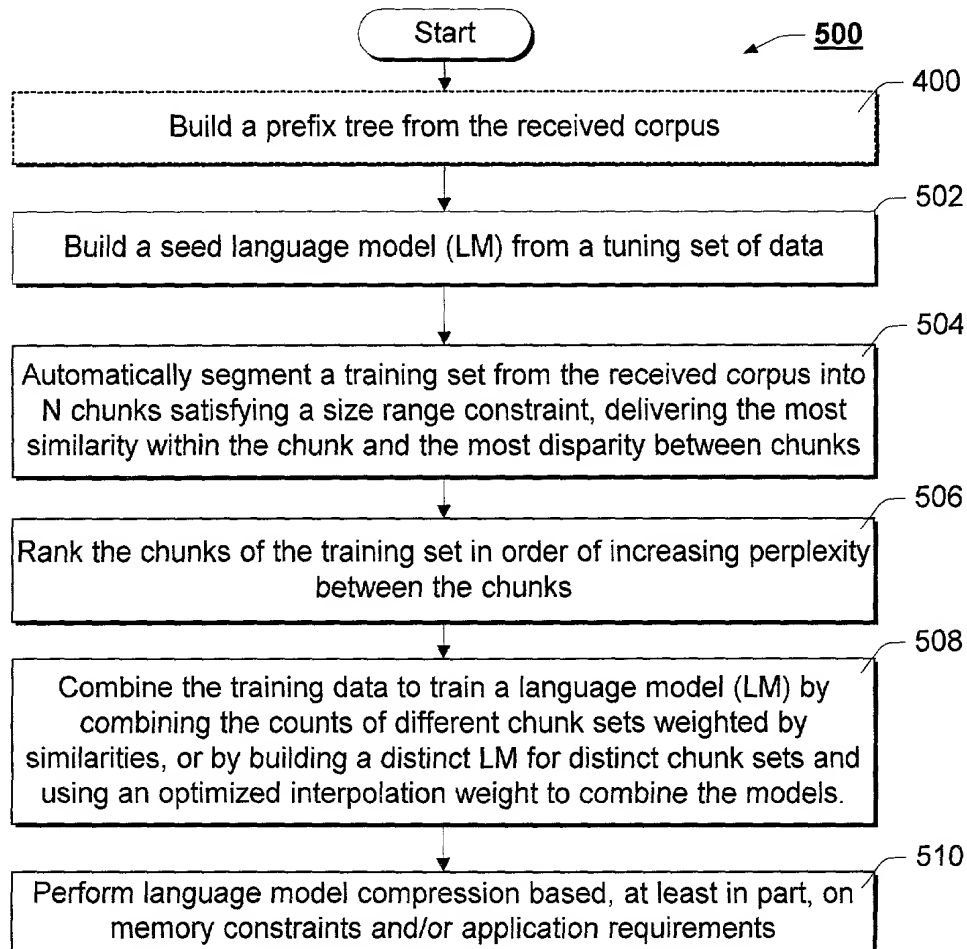 Start
500
400
Build a prefix tree from the received corpus
502
Build a seed language model (LM) from a tuning set of data
504
Automatically segment a training set from the received corpus into
N chunks satisfying a size range constraint, delivering the most
similarity within the chunk and the most disparity between chunks
506
Rank the chunks of the training set in order of increasing perplexity
between the chunks
508
Combine the training data to train a language model (LM) by
combining the counts of different chunk sets weighted by
similarities, or by building a distinct LM for distinct chunk sets and
using an optimized interpolation weight to combine the models.
510
Perform language model compression based, at least in part, on
memory constraints and/or application requirements